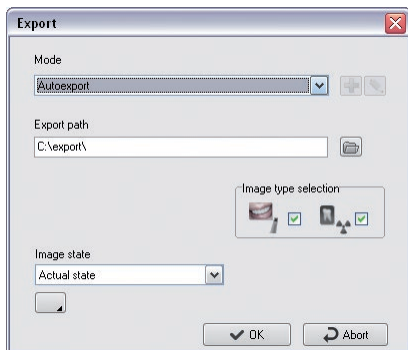 Export
Mode
Autoexport
Export path
C:\export\
Image type selection
Image state
Actual state
OK
Abort